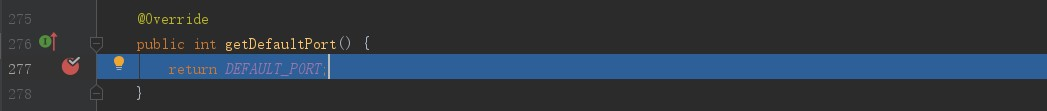 275 @Override
276 public int getDefaultPort() {
277 return DEFAULT_PORT;
278 }